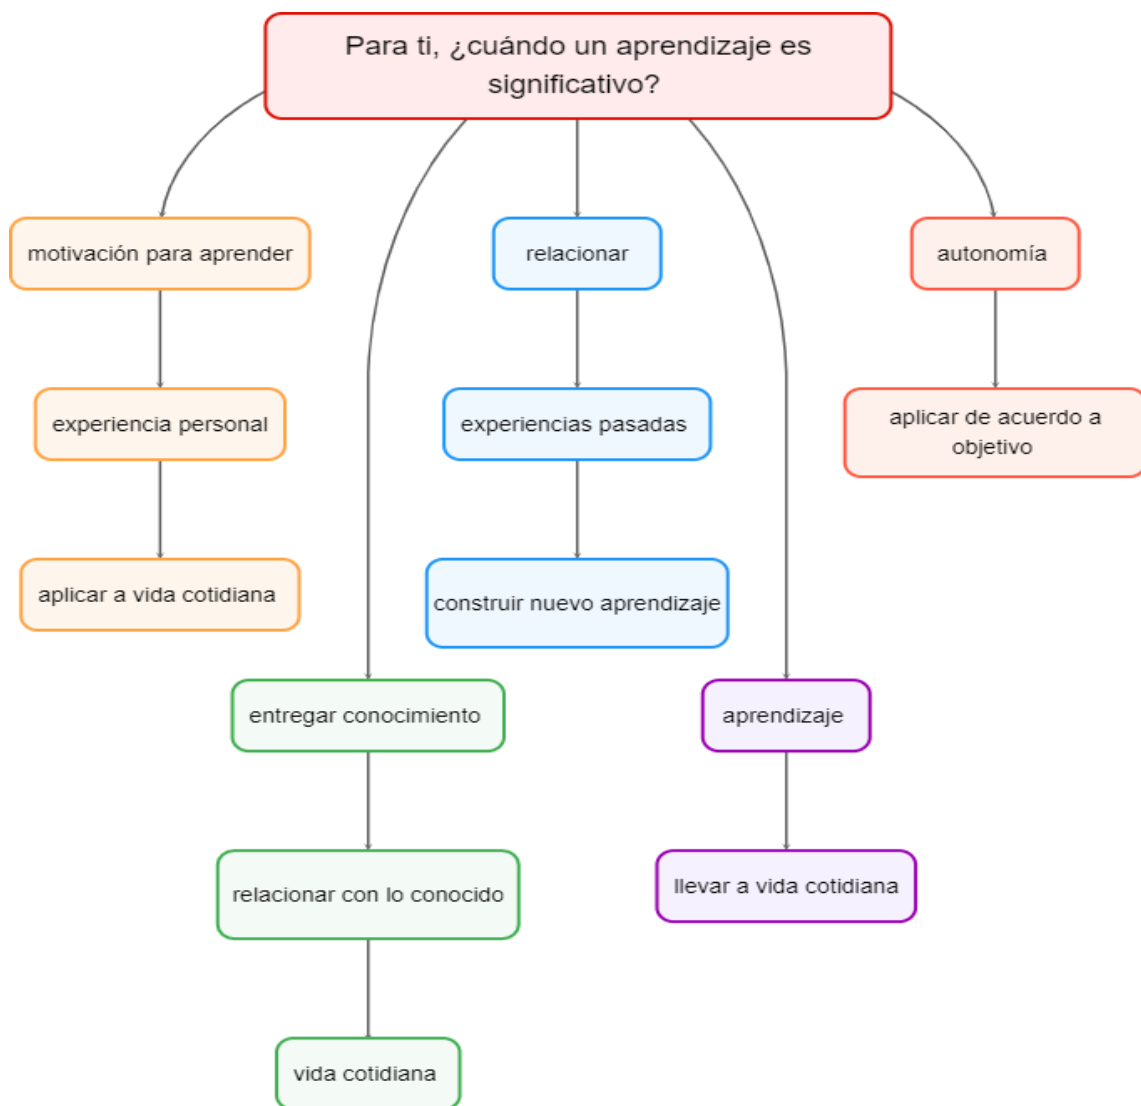 Para ti, ¿cuándo un aprendizaje es
significativo?
motivación para aprender
relacionar
autonomía
experiencia personal
experiencias pasadas
aplicar de acuerdo a
objetivo
aplicar a vida cotidiana
construir nuevo aprendizaje
entregar conocimiento
aprendizaje
relacionar con lo conocido
llevar a vida cotidiana
vida cotidiana